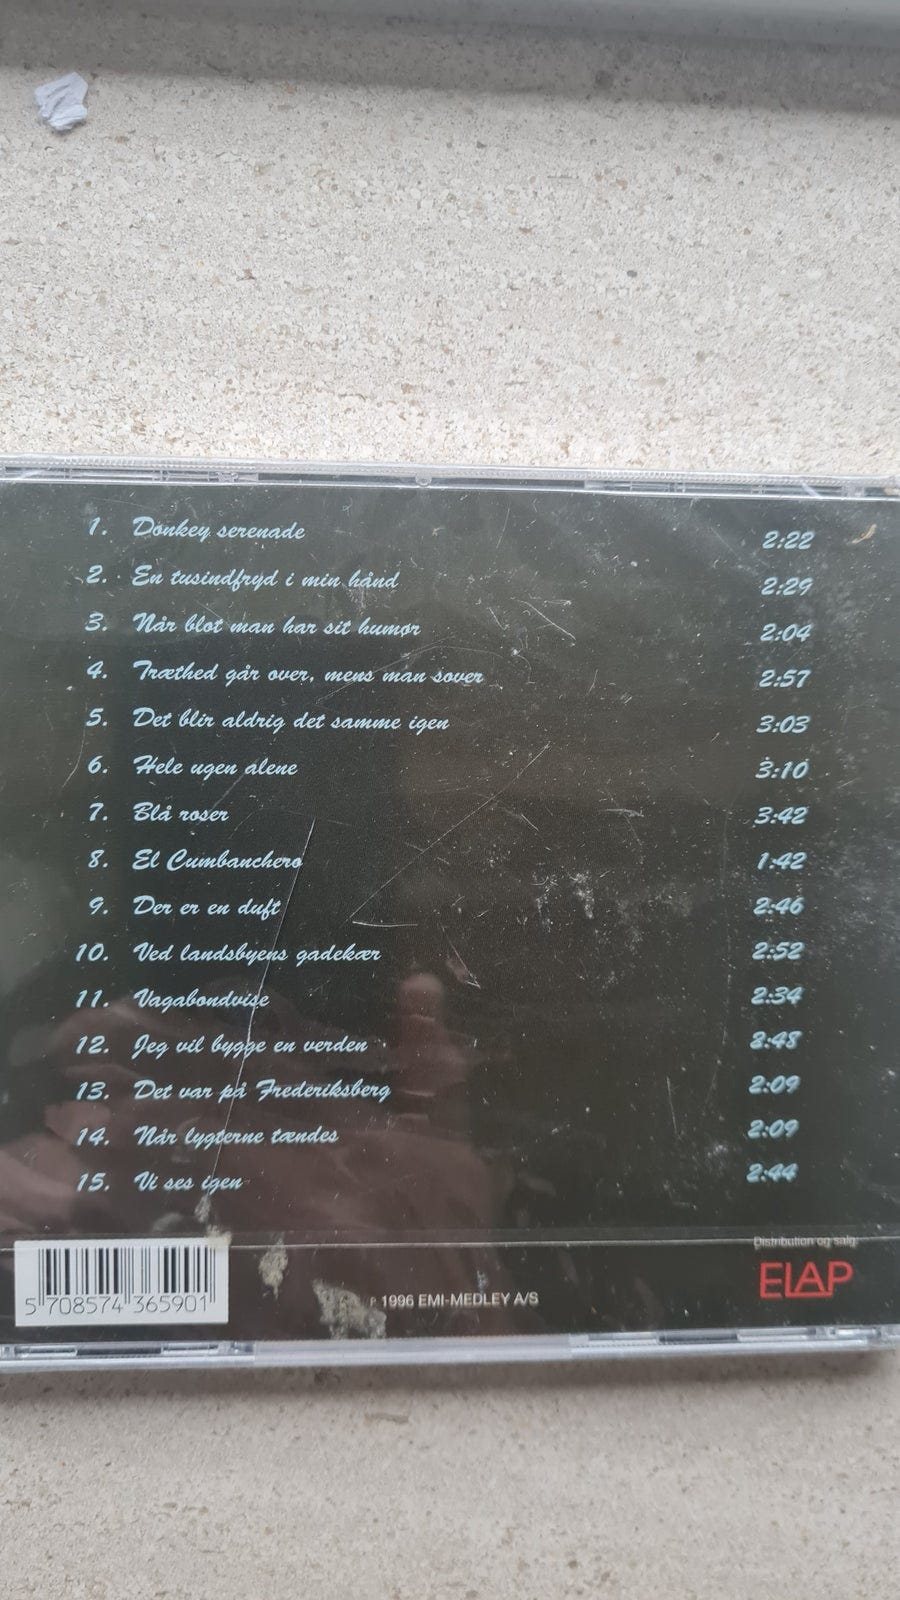 1. Donkey serenade 2:22
2. En tusindfryd i min hånd 2:29
3. Når blot man har sit humør 2:04
4. Træthed går over, mens man sover 2:57
5. Det blir aldrig det samme igen 3:03
6. Hele ugen alene 3:10
7. Blå roser 3:42
8. El Cumbanchero 1:42
9. Der er en duft 2:46
10. Ved landsbyens gadekær 2:52
11. Vagabondvise 2:34
12. Jeg vil bygge en verden 2:48
13. Det var på Frederiksberg 2:09
14. Når lygterne tændes 2:09
15. Vi ses igen 2:44
Distribution og salg:
ELAP
℗ 1996 EMI-MEDLEY A/S
5 708574 365901